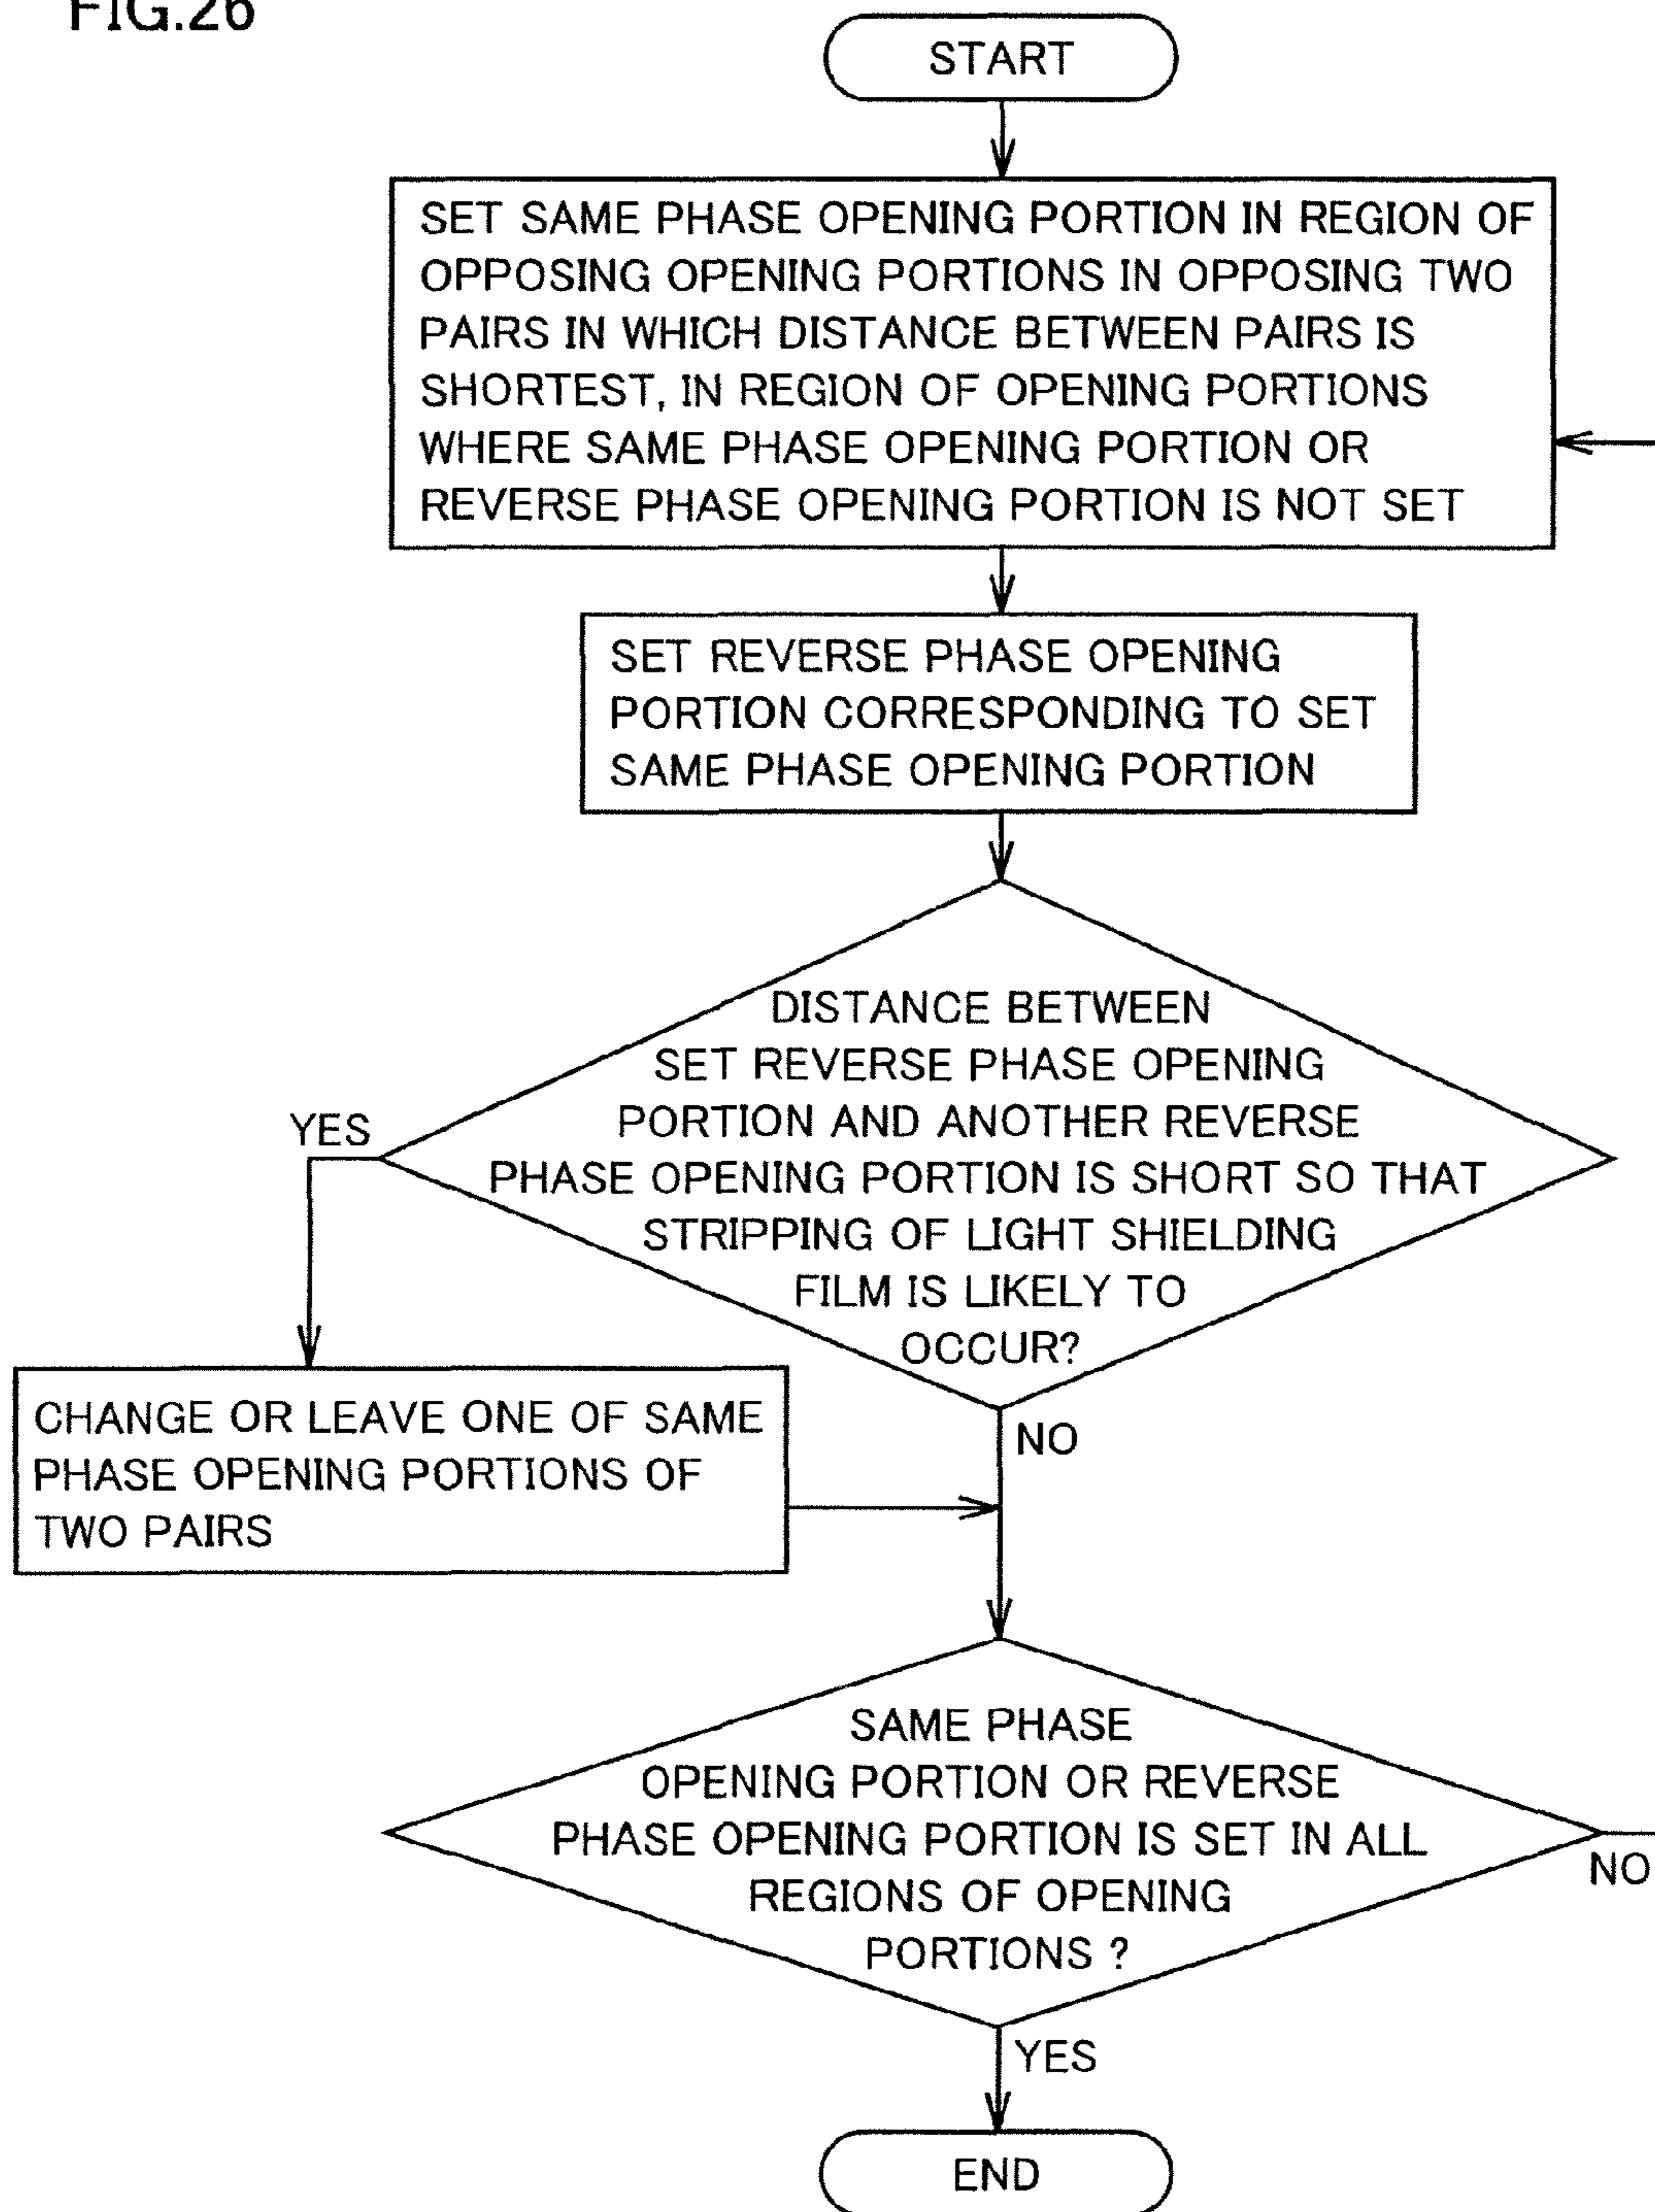 FIG.26
START
SET SAME PHASE OPENING PORTION IN REGION OF
OPPOSING OPENING PORTIONS IN OPPOSING TWO
PAIRS IN WHICH DISTANCE BETWEEN PAIRS IS
SHORTEST, IN REGION OF OPENING PORTIONS
WHERE SAME PHASE OPENING PORTION OR
REVERSE PHASE OPENING PORTION IS NOT SET
SET REVERSE PHASE OPENING
PORTION CORRESPONDING TO SET
SAME PHASE OPENING PORTION
DISTANCE BETWEEN
SET REVERSE PHASE OPENING
PORTION AND ANOTHER REVERSE
PHASE OPENING PORTION IS SHORT SO THAT
STRIPPING OF LIGHT SHIELDING
FILM IS LIKELY TO
OCCUR?
YES
CHANGE OR LEAVE ONE OF SAME
PHASE OPENING PORTIONS OF
TWO PAIRS
NO
SAME PHASE
OPENING PORTION OR REVERSE
PHASE OPENING PORTION IS SET IN ALL
REGIONS OF OPENING
PORTIONS ?
NO
YES
END